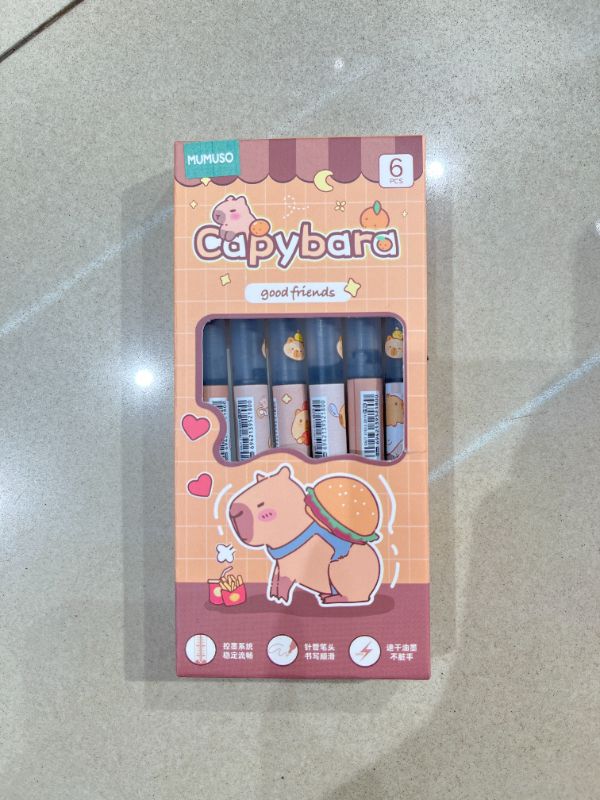 MUMUSO
6
PCS
Capybara
good friends
控墨系统
稳定流畅
针管笔头
书写顺滑
速干油墨
不脏手